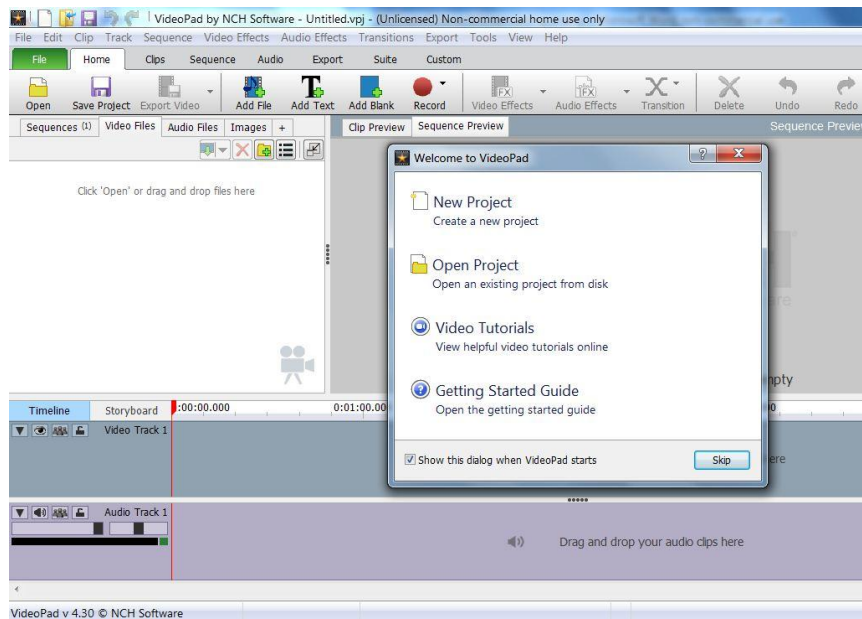 VideoPad by NCH Software - Untitled.vpj - (Unlicensed) Non-commercial home use only
File Edit Clip Track Sequence Video Effects Audio Effects Transitions Export Tools View Help
File Home Clips Sequence Audio Export Suite Custom
Open Save Project Export Video Add File Add Text Add Blank Record Video Effects Audio Effects Transition Delete Undo Redo
Sequences (1) Video Files Audio Files Images + Clip Preview Sequence Preview Sequence Preview
Click 'Open' or drag and drop files here
Welcome to VideoPad
New Project
Create a new project
Open Project
Open an existing project from disk
Video Tutorials
View helpful video tutorials online
Getting Started Guide
Open the getting started guide
Show this dialog when VideoPad starts Skip
Timeline Storyboard :00:00.000 0:01:00.00
Video Track 1
Audio Track 1
Drag and drop your audio clips here
VideoPad v 4.30 © NCH Software